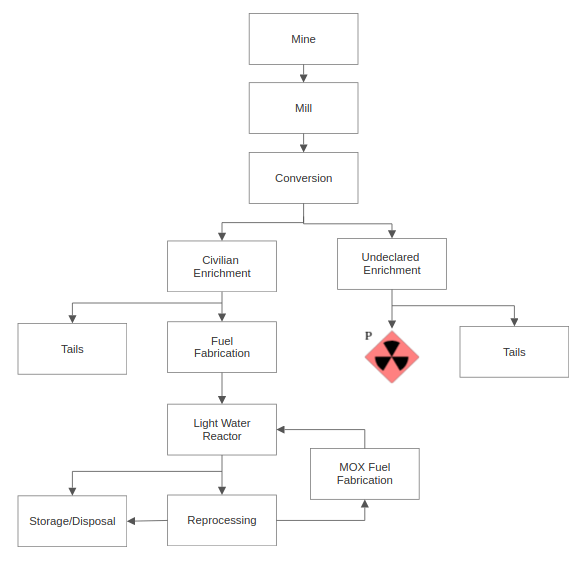 Mine
Mill
Conversion
Civilian
Enrichment
Undeclared
Enrichment
Tails
Fuel
Fabrication
P
Tails
Light Water
Reactor
MOX Fuel
Fabrication
Storage/Disposal
Reprocessing